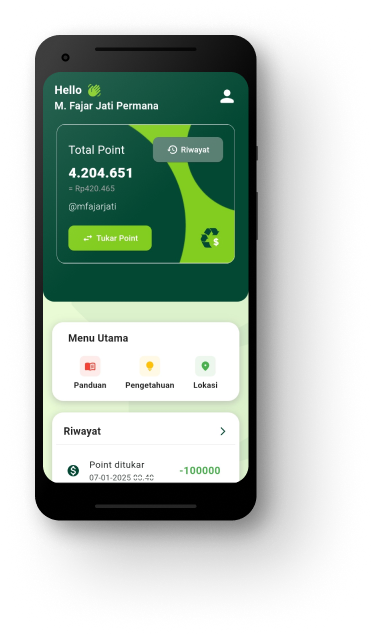 Hello
M. Fajar Jati Permana
Total Point
Riwayat
4.204.651
≈ Rp420.465
@mfajarjati
Tukar Point
$
Menu Utama
Panduan
Pengetahuan
Lokasi
Riwayat
$
Point ditukar
-100000
07-01-2025